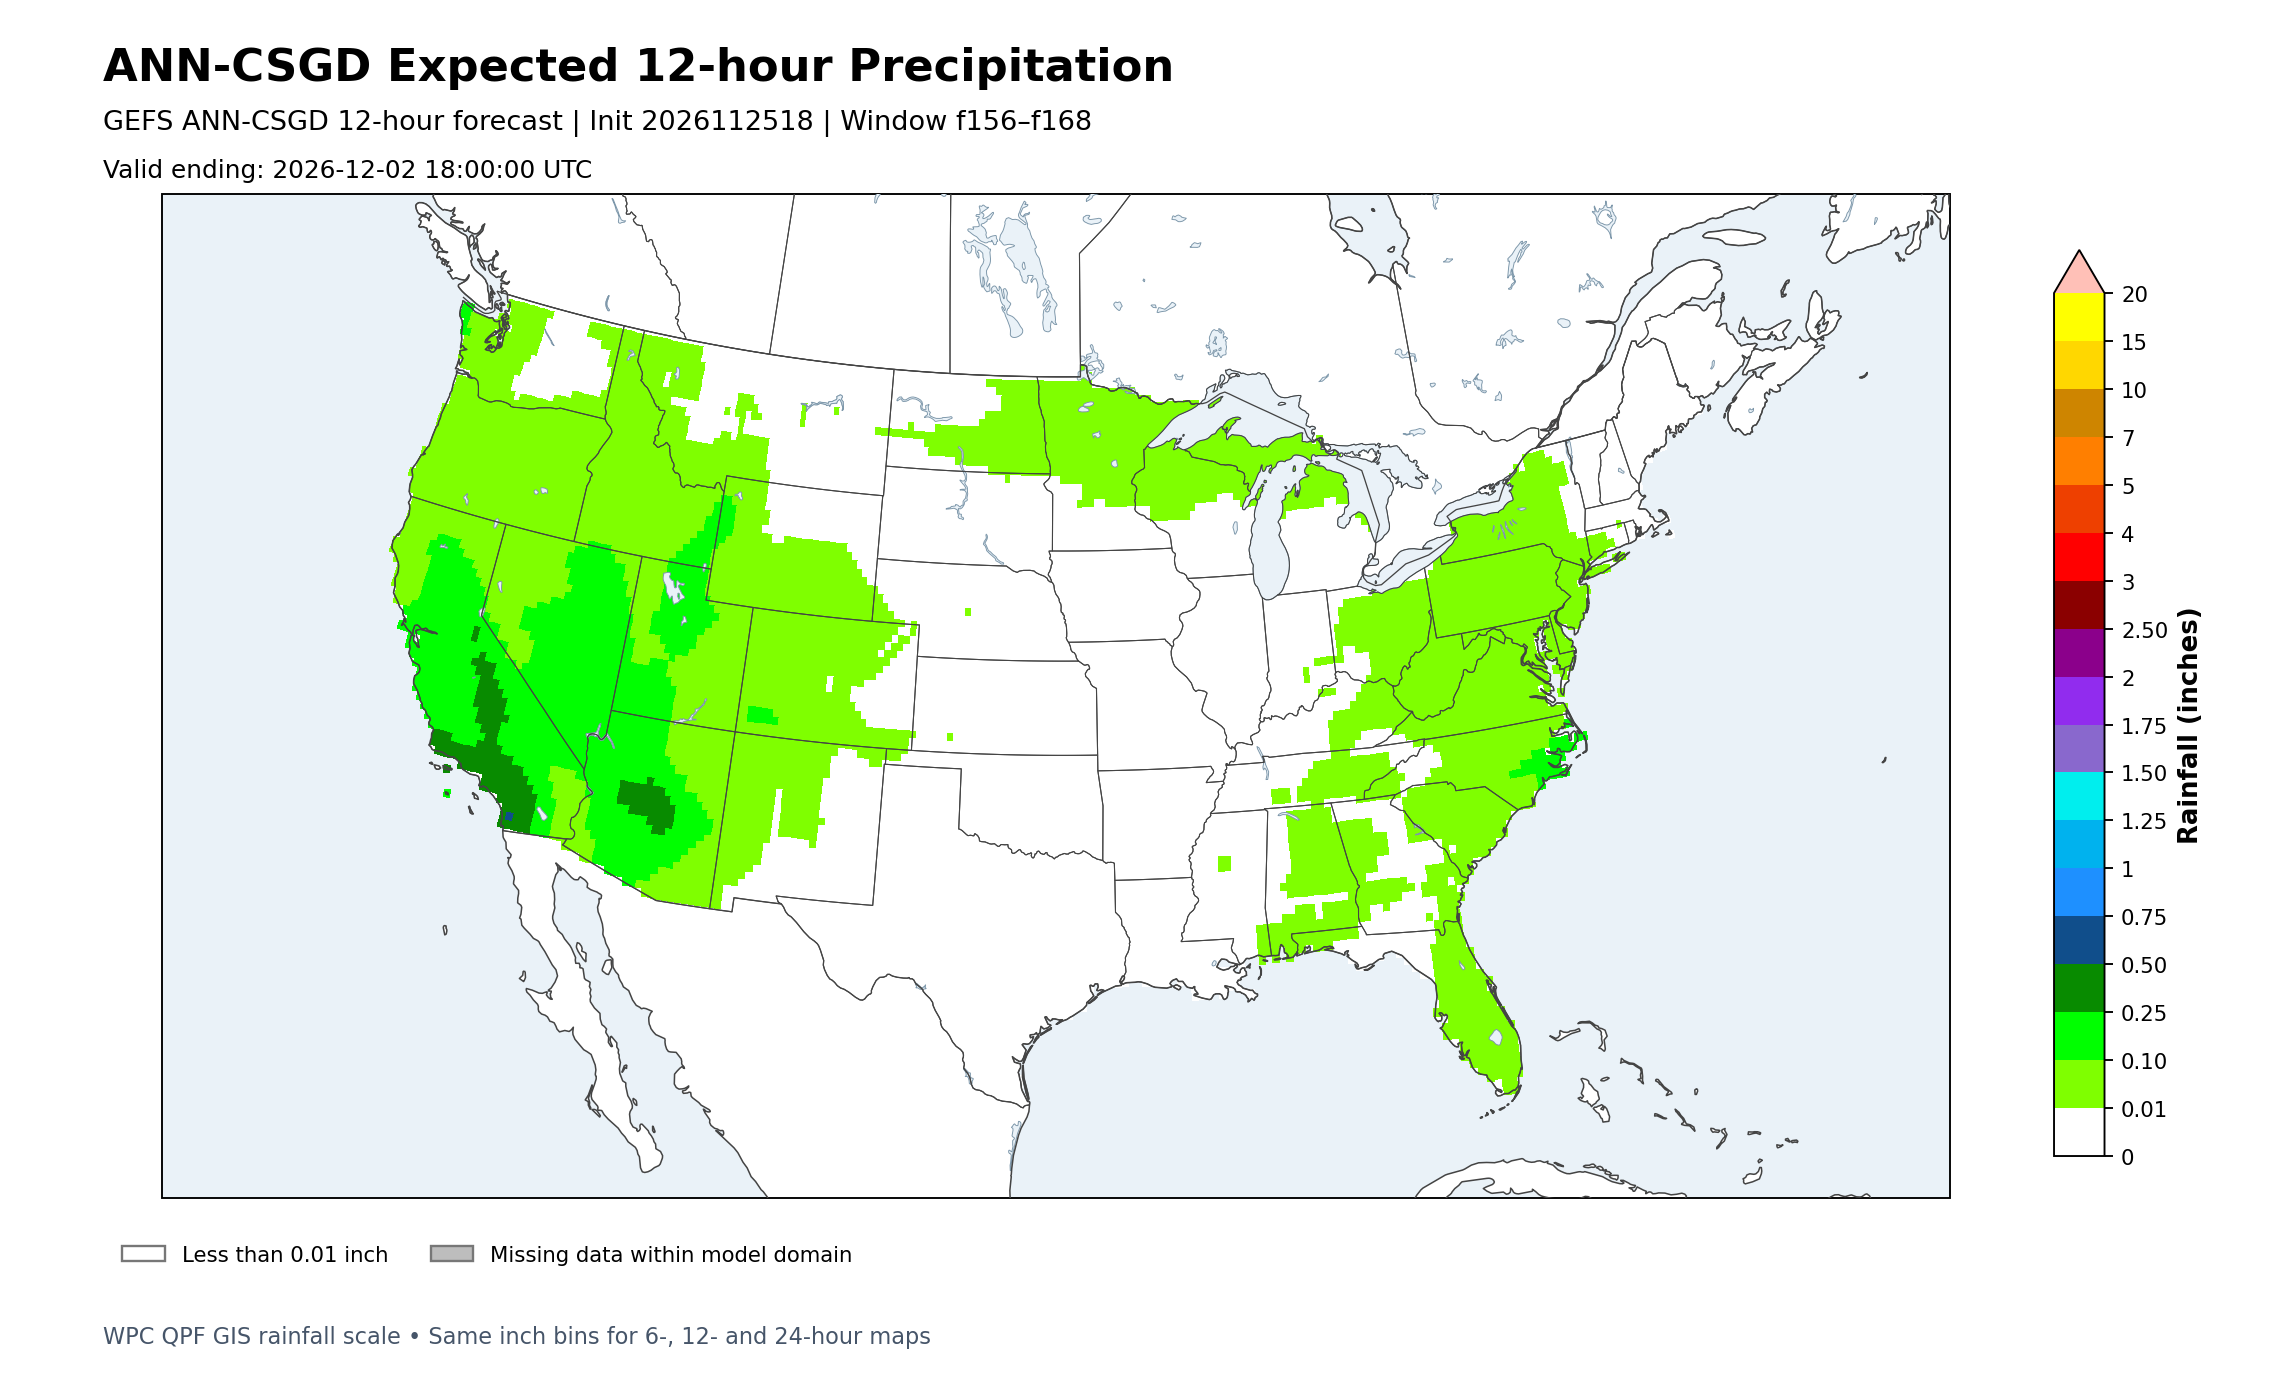 ANN-CSGD Expected 12-hour Precipitation
GEFS ANN-CSGD 12-hour forecast | Init 2026112518 | Window f156–f168
Valid ending: 2026-12-02 18:00:00 UTC
20
15
10
7
5
4
3
2.50
2
1.75
1.50
1.25
1
0.75
0.50
0.25
0.10
0.01
0
Rainfall (inches)
Less than 0.01 inch
Missing data within model domain
WPC QPF GIS rainfall scale • Same inch bins for 6-, 12- and 24-hour maps